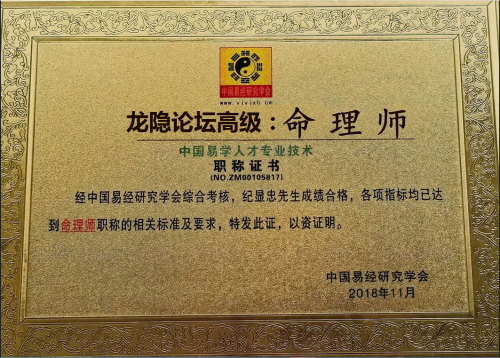 中国易经研究学会
龙隐论坛高级：命理师
中国易学人才专业技术
职称证书
(NO.ZM00105817)
经中国易经研究学会综合考核，纪显忠先生成绩合格，各项指标均已达
到命理师职称的相关标准及要求，特发此证，以资证明。
中国易经研究学会
2018年11月